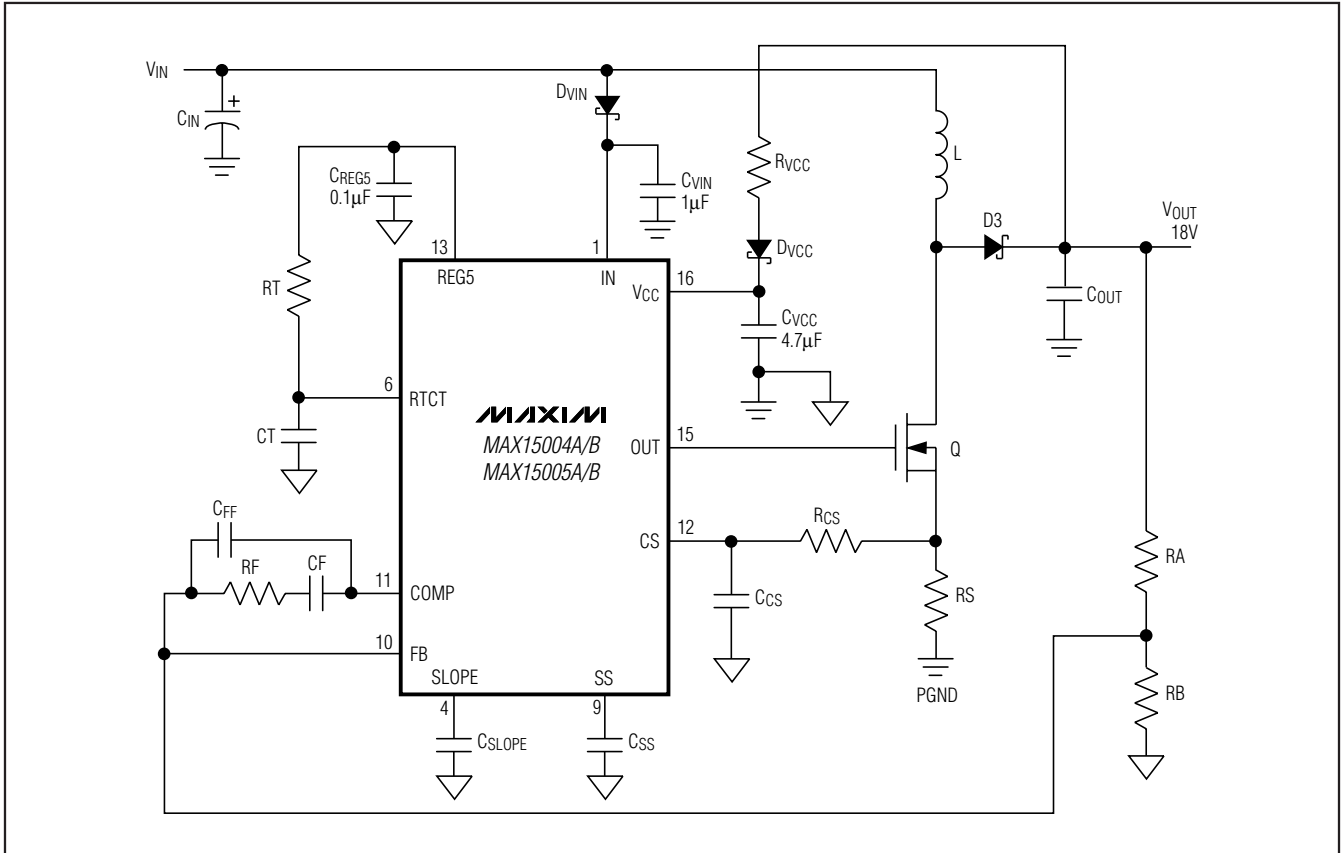 VIN
CIN
+
DVIN
RVCC
L
CREG5
0.1µF
CVIN
1µF
D3
VOUT
18V
DVCC
13
1
REG5
IN
16
VCC
RT
CVCC
4.7µF
COUT
6
RTCT
CT
MAXIM
MAX15004A/B
MAX15005A/B
OUT
15
Q
CFF
RF
CF
CS
12
RCS
RA
11
COMP
CCS
RS
10
FB
SLOPE
SS
PGND
RB
4
9
CSLOPE
CSS